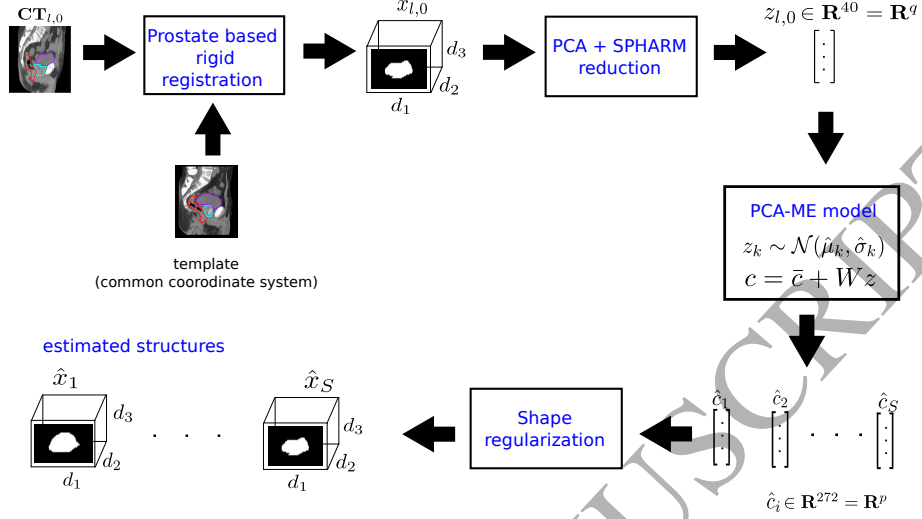 CT_{l,0}
Prostate based
rigid
registration
x_{l,0}
d_3
d_2
d_1
PCA + SPHARM
reduction
z_{l,0} ∈ R^{40} = R^q
template
(common cooordinate system)
PCA-ME model
z_k ∼ N(μ̂_k, σ̂_k)
c = c̄ + Wz
estimated structures
x̂_1
d_3
d_2
d_1
. . .
x̂_S
d_3
d_2
d_1
Shape
regularization
ĉ_1
ĉ_2
. . .
ĉ_S
ĉ_i ∈ R^{272} = R^p
USCRIPT